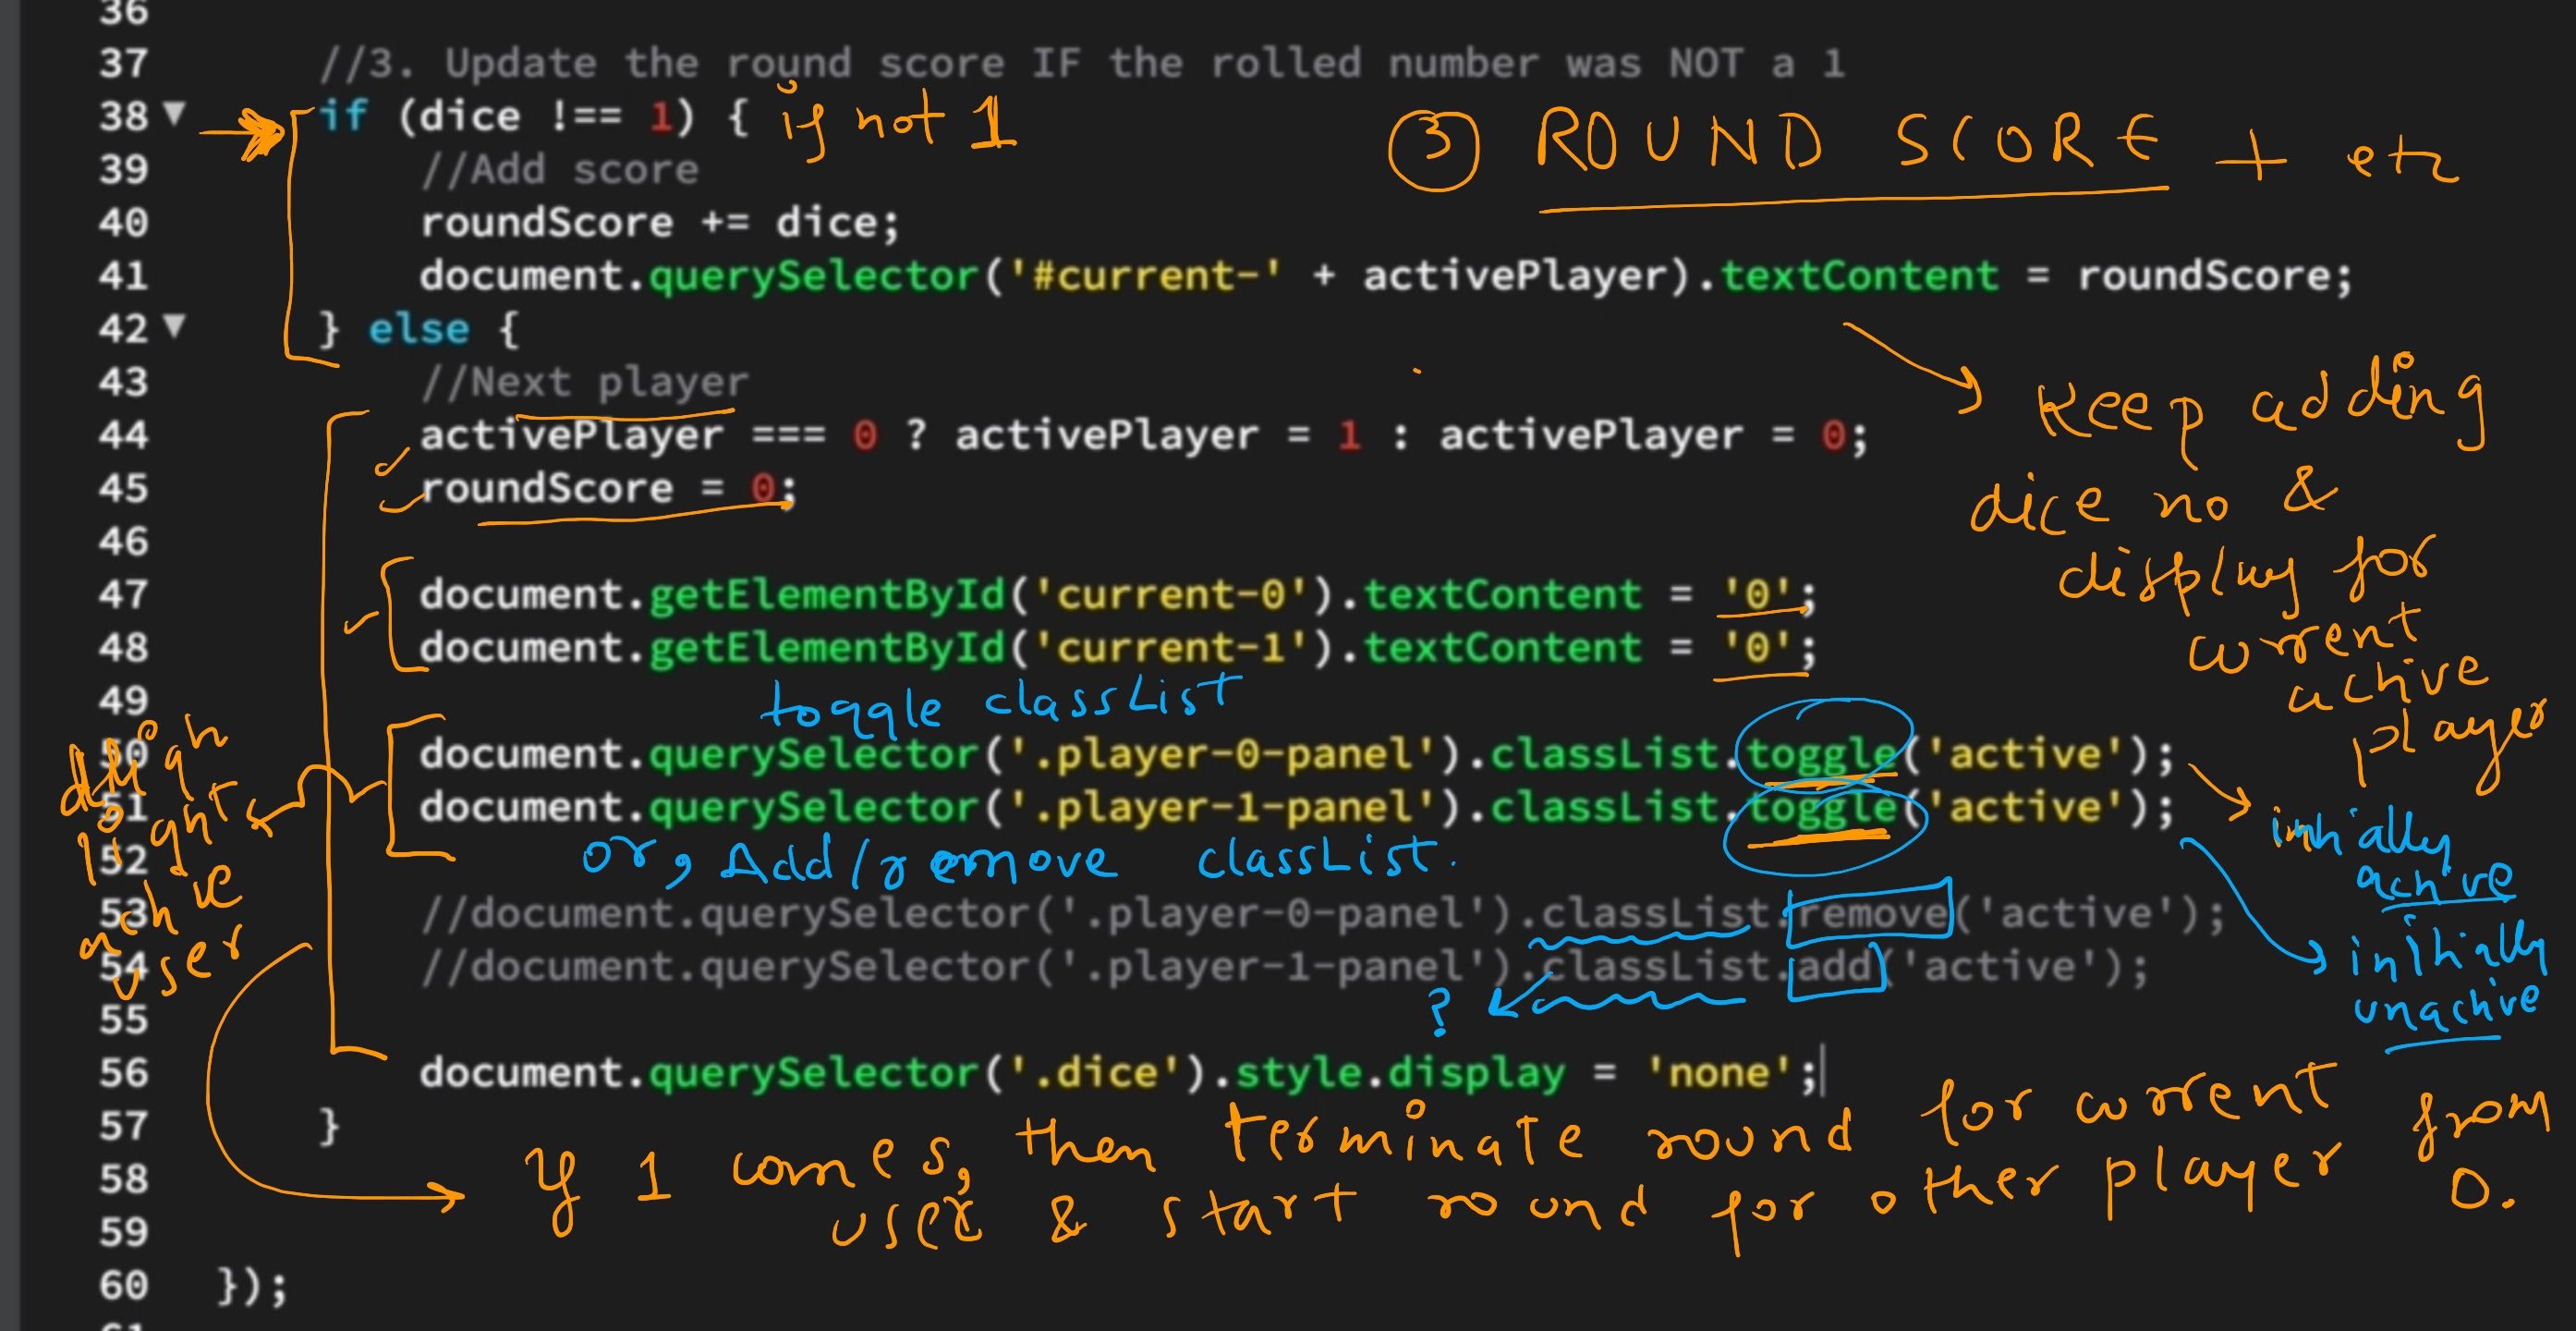 36
37 //3. Update the round score IF the rolled number was NOT a 1
38 if (dice !== 1) { if not 1
③ ROUND SCORE + etc
39 //Add score
40 roundScore += dice;
41 document.querySelector('#current-' + activePlayer).textContent = roundScore;
42 } else {
43 //Next player
44 activePlayer === 0 ? activePlayer = 1 : activePlayer = 0;
45 roundScore = 0;
Keep adding
dice no &
display for
current
active
player
46
47 document.getElementById('current-0').textContent = '0';
48 document.getElementById('current-1').textContent = '0';
49
toggle classList
50 document.querySelector('.player-0-panel').classList.toggle('active');
51 document.querySelector('.player-1-panel').classList.toggle('active');
initially
active
52
or, Add/remove classList.
light
active
user
53 //document.querySelector('.player-0-panel').classList.remove('active');
54 //document.querySelector('.player-1-panel').classList.add('active');
initially
unactive
?
55
56 document.querySelector('.dice').style.display = 'none';
57 }
If 1 comes, then terminate round for current
user & start round for other player from
0.
58
59
60 });
61